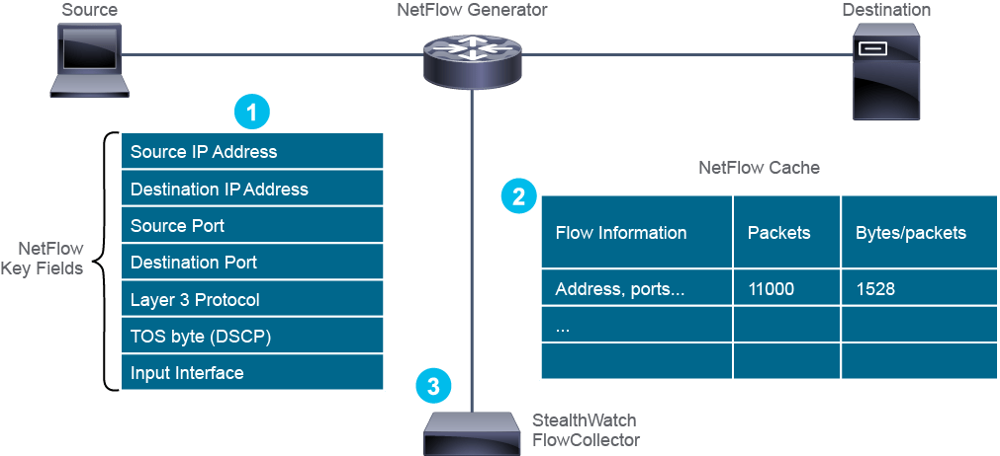 Source
NetFlow Generator
Destination
1
Source IP Address
Destination IP Address
Source Port
Destination Port
Layer 3 Protocol
TOS byte (DSCP)
Input Interface
NetFlow
Key Fields
NetFlow Cache
2
Flow Information Packets Bytes/packets
Address, ports... 11000 1528
...
3
StealthWatch
FlowCollector